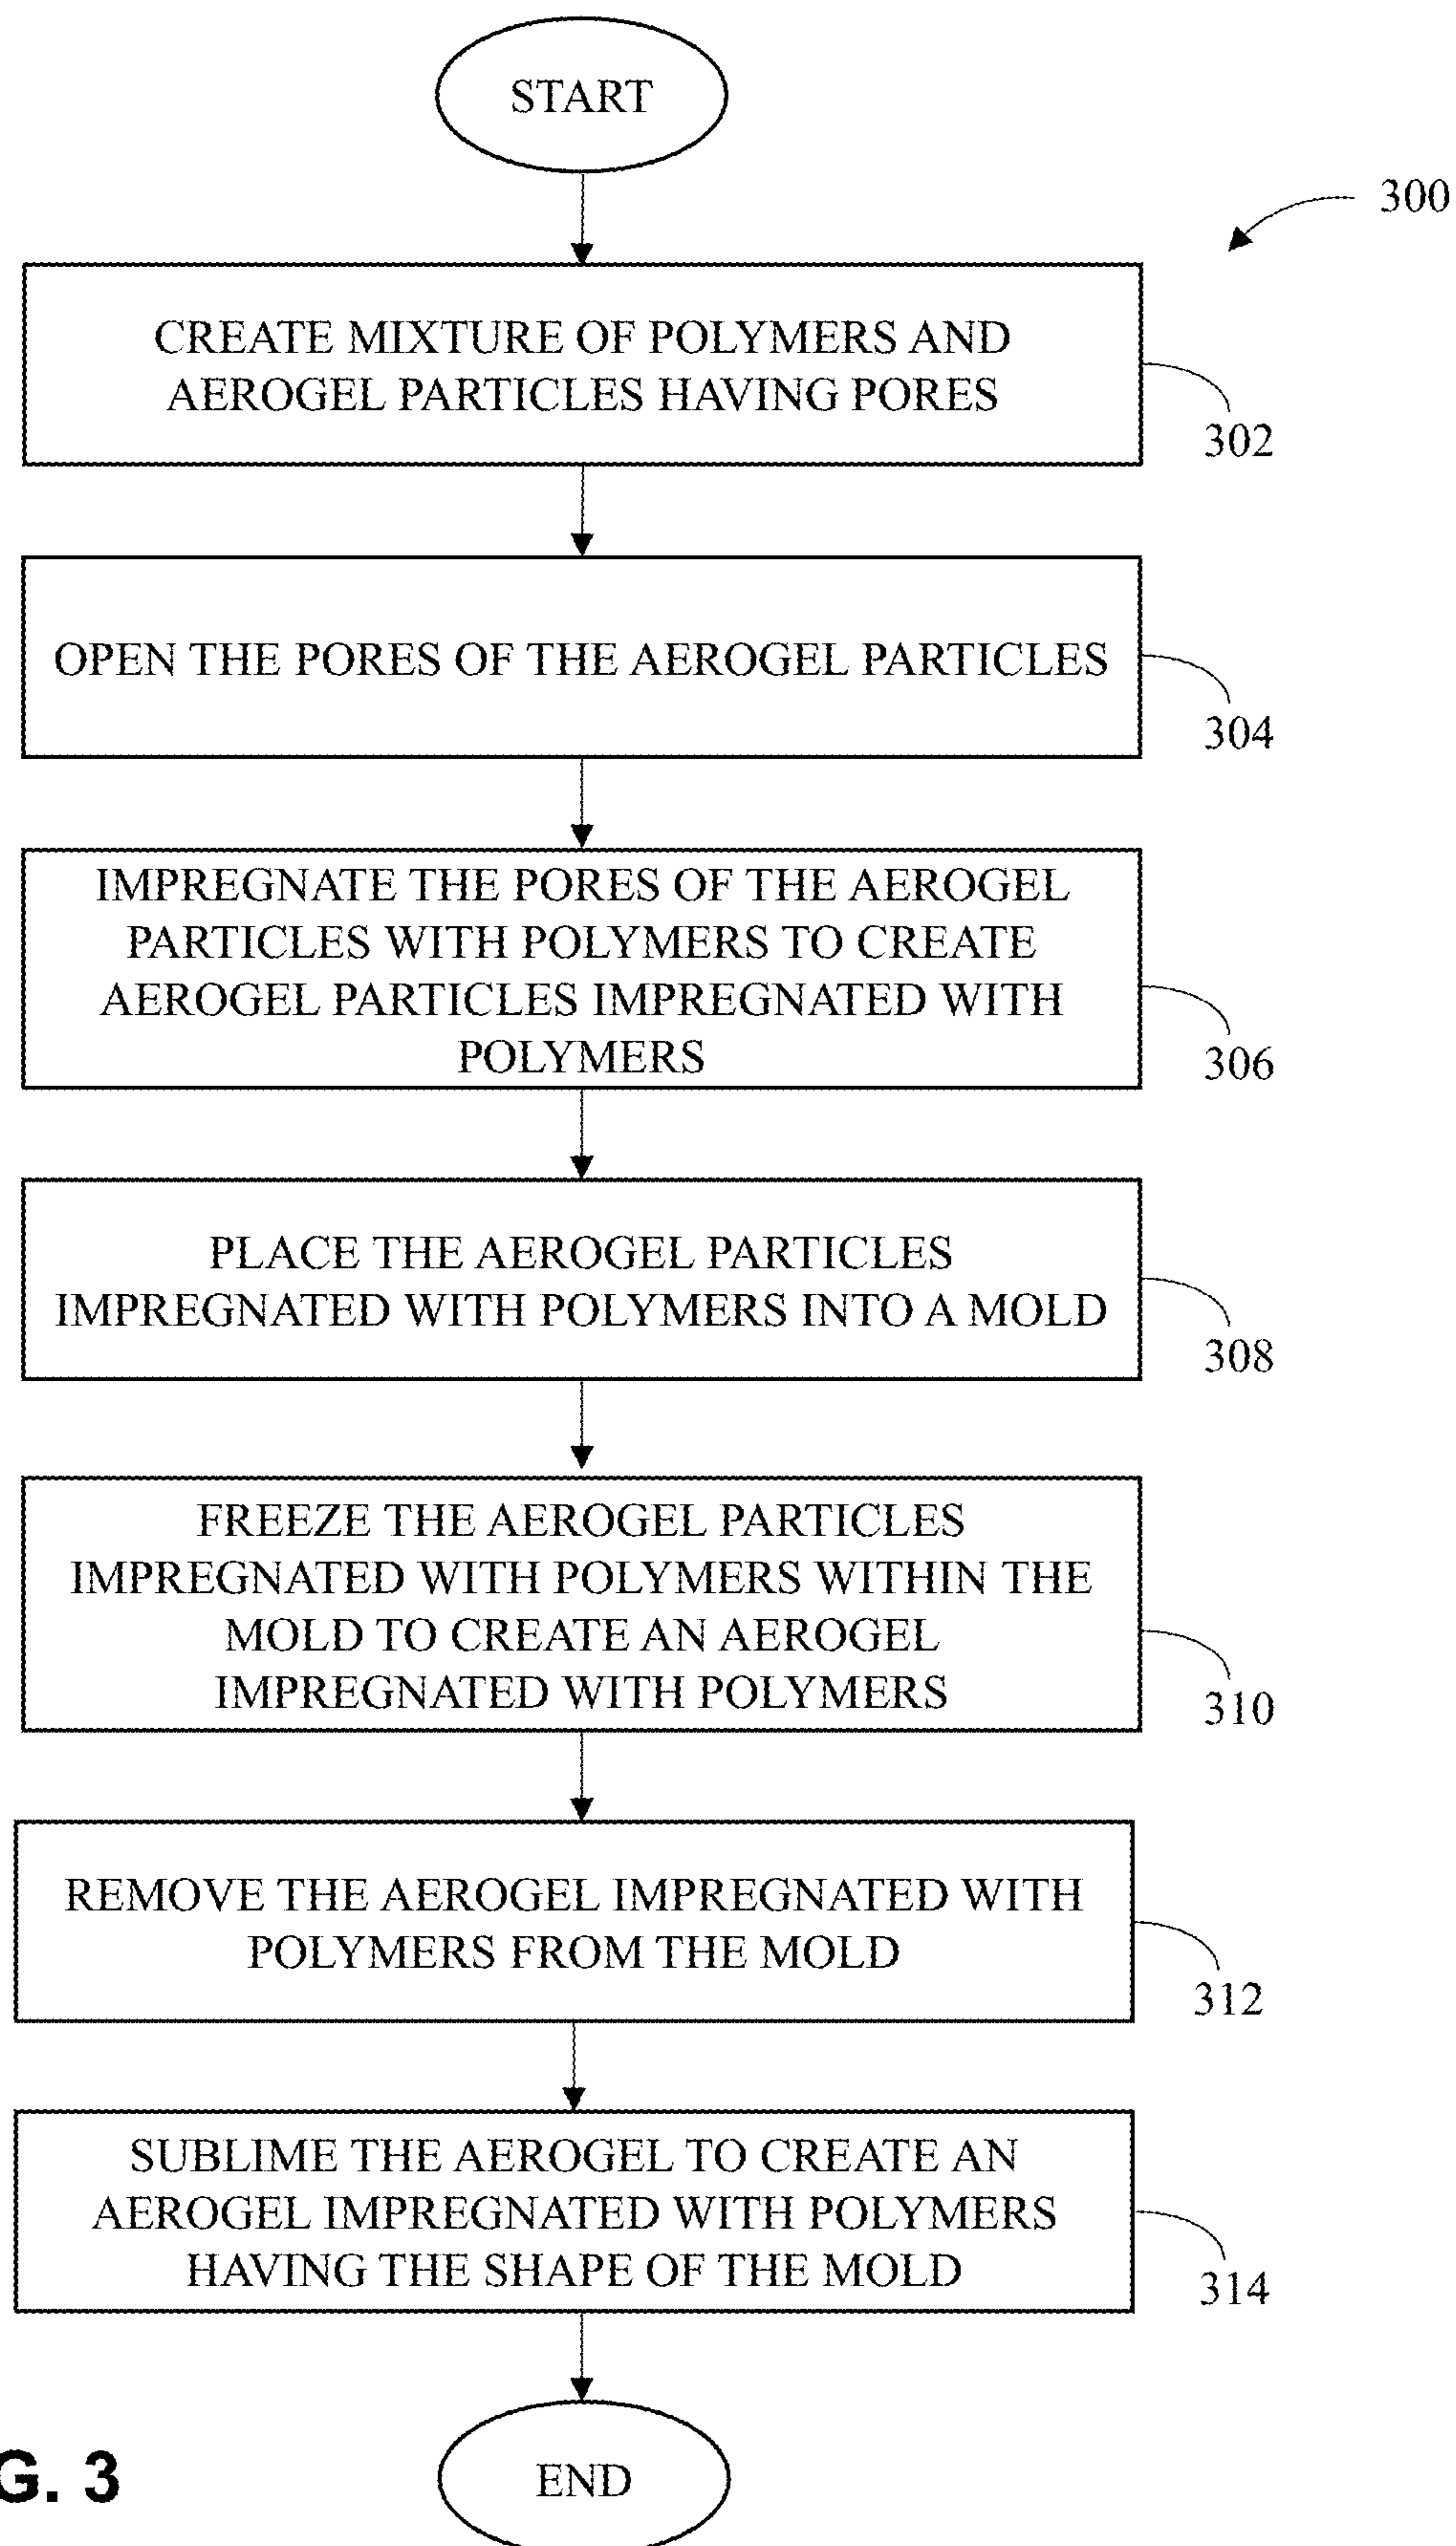 START
300
CREATE MIXTURE OF POLYMERS AND
AEROGEL PARTICLES HAVING PORES
302
OPEN THE PORES OF THE AEROGEL PARTICLES
304
IMPREGNATE THE PORES OF THE AEROGEL
PARTICLES WITH POLYMERS TO CREATE
AEROGEL PARTICLES IMPREGNATED WITH
POLYMERS
306
PLACE THE AEROGEL PARTICLES
IMPREGNATED WITH POLYMERS INTO A MOLD
308
FREEZE THE AEROGEL PARTICLES
IMPREGNATED WITH POLYMERS WITHIN THE
MOLD TO CREATE AN AEROGEL
IMPREGNATED WITH POLYMERS
310
REMOVE THE AEROGEL IMPREGNATED WITH
POLYMERS FROM THE MOLD
312
SUBLIME THE AEROGEL TO CREATE AN
AEROGEL IMPREGNATED WITH POLYMERS
HAVING THE SHAPE OF THE MOLD
314
END
G. 3